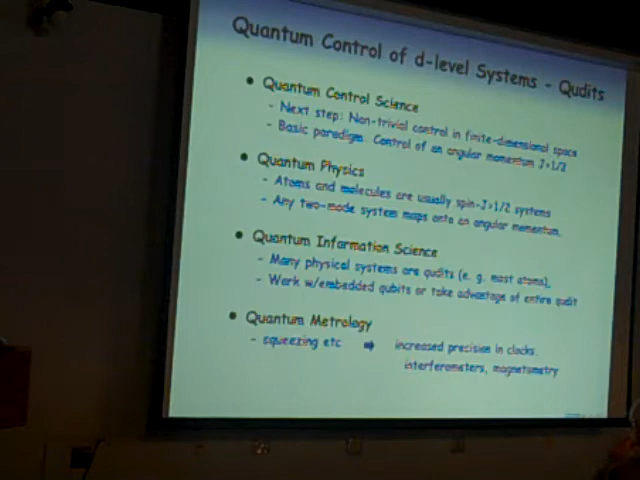 Quantum Control of d-level Systems - Qudits
• Quantum Control Science
- Next step: Non-trivial control in finite-dimensional space
- Basic paradigm. Control of an angular momentum J>1/2
• Quantum Physics
- Atoms and molecules are usually spin-J>1/2 systems
- Any two-mode system maps onto an angular momentum.
• Quantum Information Science
- Many physical systems are qudits (e. g. most atoms),
- Work w/embedded qubits or take advantage of entire qudit
• Quantum Metrology
- squeezing etc ➡ increased precision in clocks,
interferometers, magnetometry